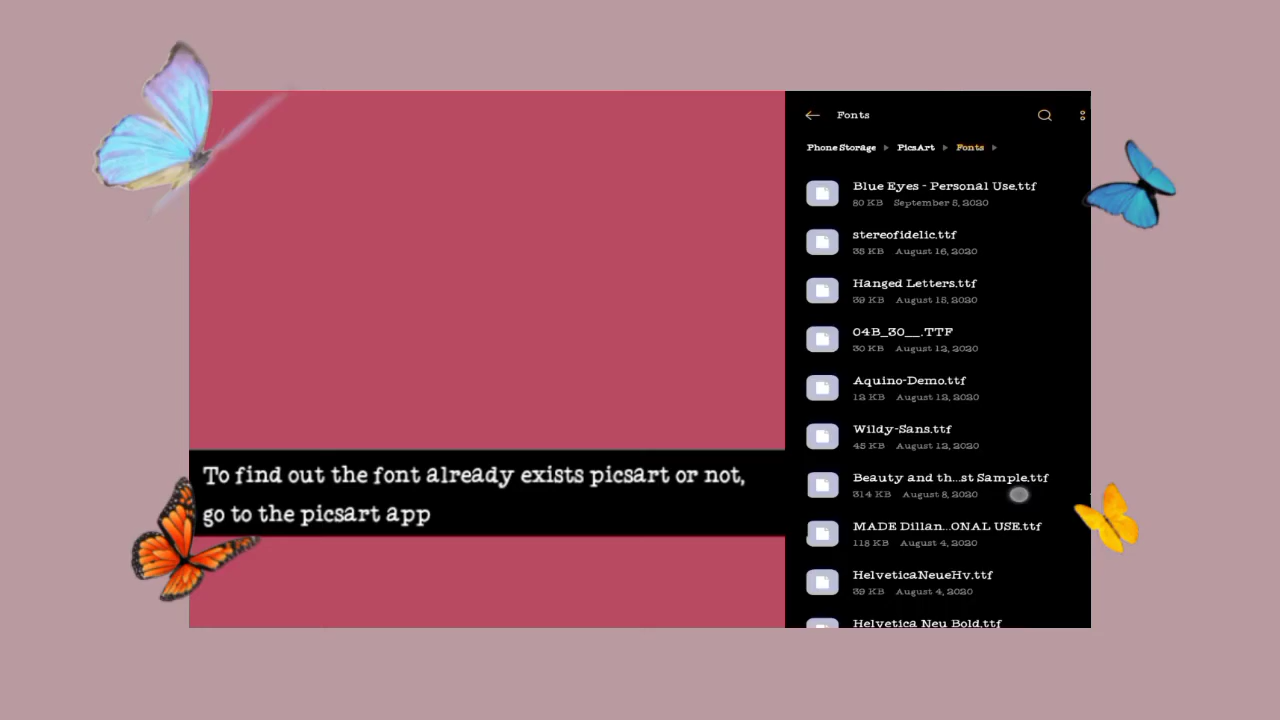 To find out the font already exists picsart or not,
go to the picsart app
Fonts
Phone Storage PicsArt Fonts
Blue Eyes - Personal Use.ttf
80 KB September 8, 2020
stereofidelic.ttf
35 KB August 16, 2020
Hanged Letters.ttf
39 KB August 15, 2020
04B_30__.TTF
30 KB August 12, 2020
Aquino-Demo.ttf
12 KB August 12, 2020
Wildy-Sans.ttf
45 KB August 12, 2020
Beauty and th...st Sample.ttf
314 KB August 8, 2020
MADE Dillan...ONAL USE.ttf
118 KB August 4, 2020
HelveticaNeueHv.ttf
39 KB August 4, 2020
Helvetica Neu Bold.ttf